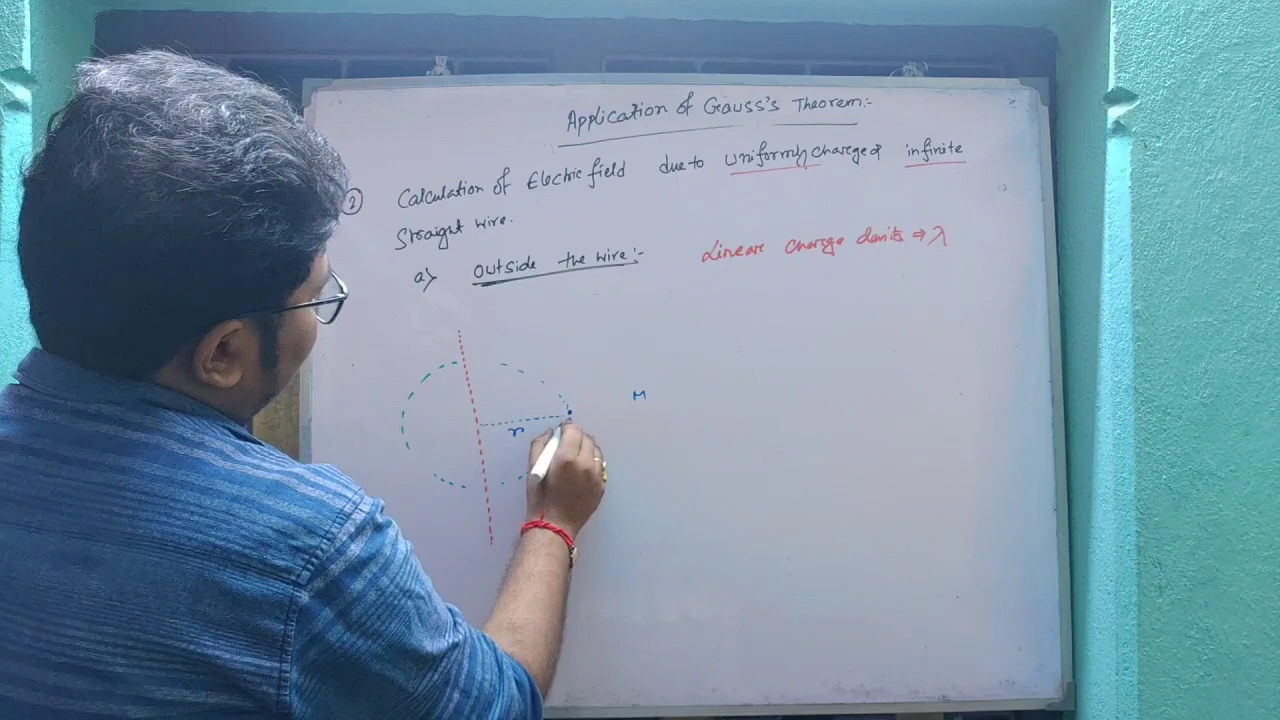 Application of Gauss's Theorem:-
2 Calculation of Electric field due to Uniformly charged infinite
Straight wire.
a) outside the wire:- Linear charge density ⇒ λ
M
r